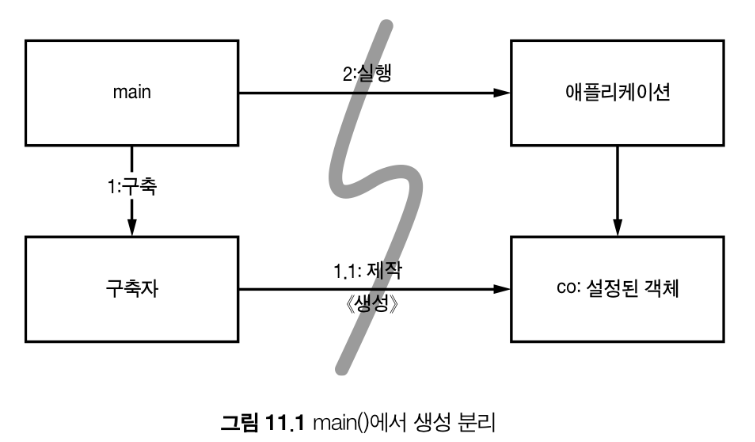 main
2:실행
애플리케이션
1:구축
구축자
1.1: 제작
《생성》
co: 설정된 객체
그림 11.1 main()에서 생성 분리